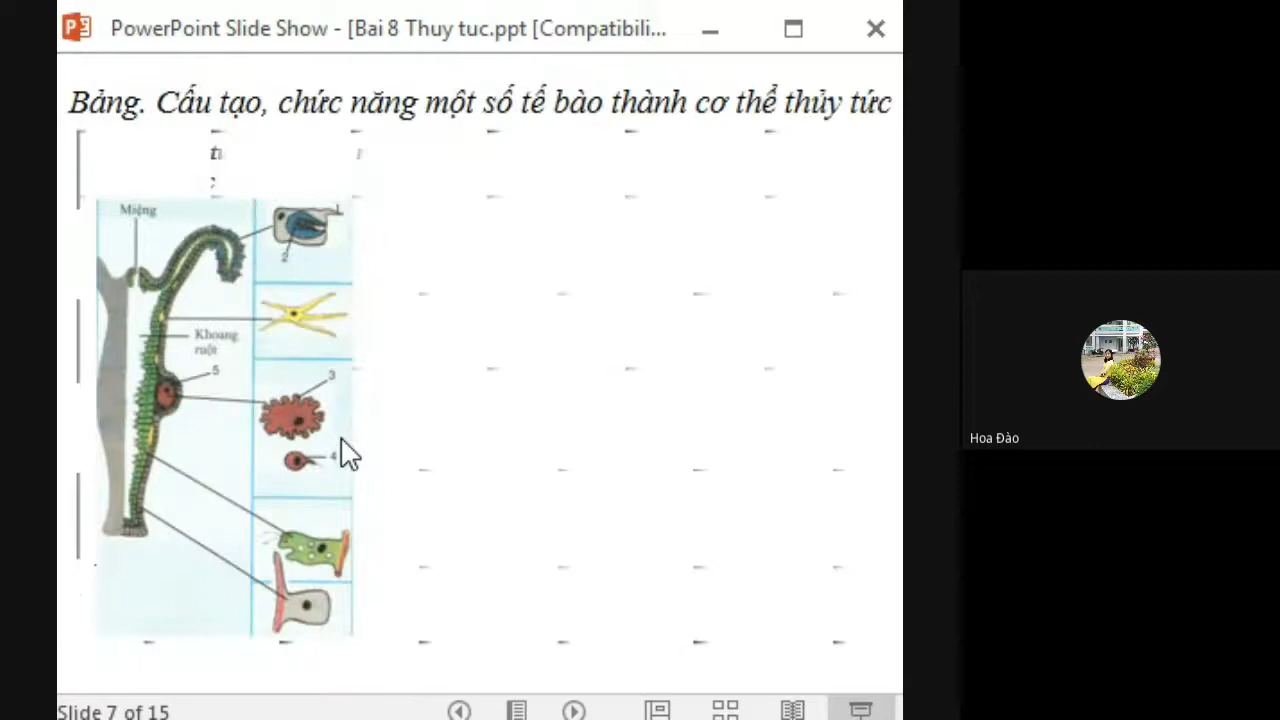 PowerPoint Slide Show - [Bai 8 Thuy tuc.ppt [Compatibili...
Bảng. Cấu tạo, chức năng một số tế bào thành cơ thể thủy tức
Miệng
1
2
Khoang
ruột
5
3
4
Hoa Đào
Slide 7 of 15